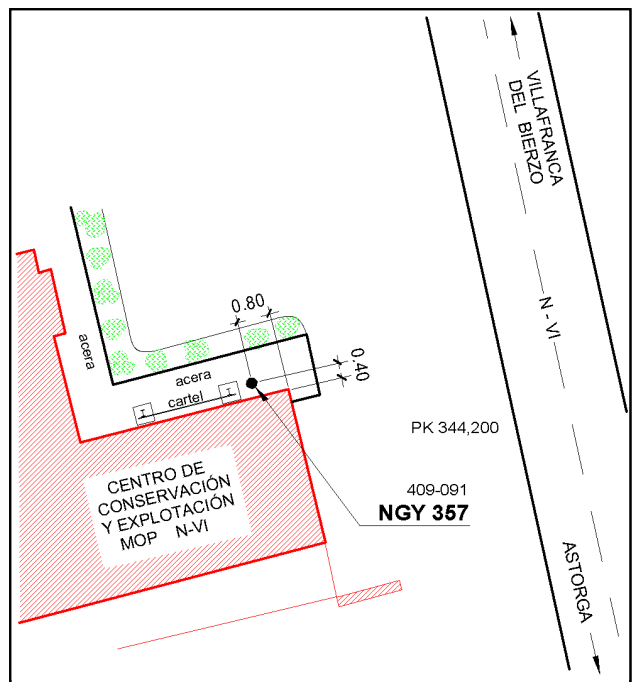 VILLAFRANCA
DEL BIERZO
N - VI
0.80
0.40
acera
acera
cartel
PK 344,200
CENTRO DE
CONSERVACIÓN
Y EXPLOTACIÓN
MOP N-VI
409-091
NGY 357
ASTORGA